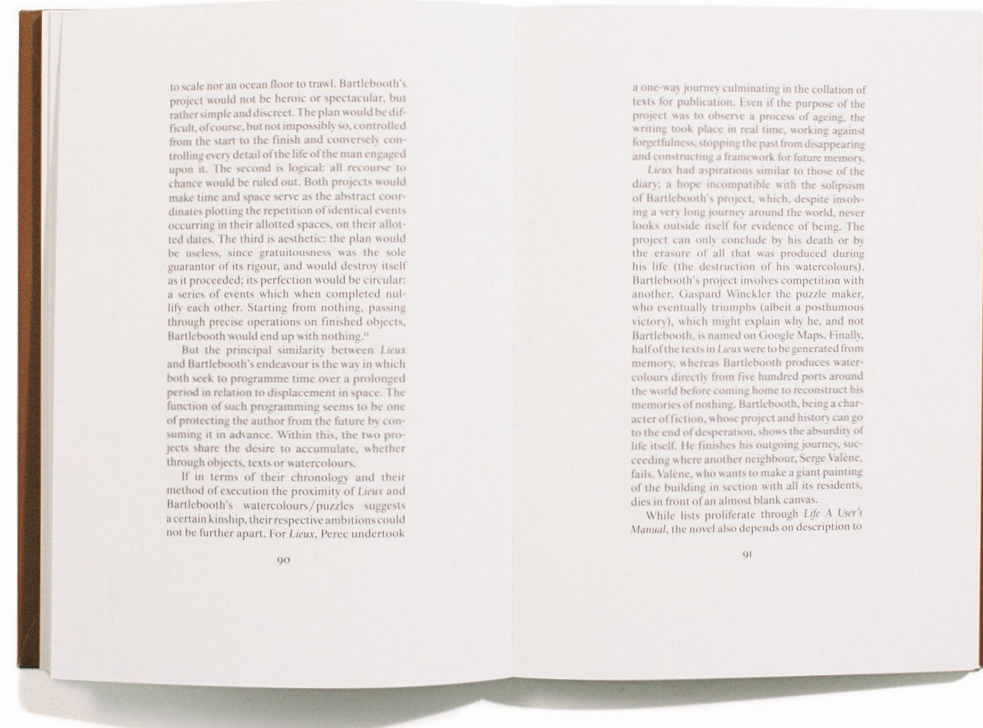 to scale nor an ocean floor to trawl. Bartlebooth's
project would not be heroic or spectacular, but
rather simple and discreet. The plan would be dif-
ficult, of course, but not impossibly so, controlled
from the start to the finish and conversely con-
trolling every detail of the life of the man engaged
upon it. The second is logical: all recourse to
chance would be ruled out. Both projects would
make time and space serve as the abstract coor-
dinates plotting the repetition of identical events
occurring in their allotted spaces, on their allot-
ted dates. The third is aesthetic: the plan would
be useless, since gratuitousness was the sole
guarantor of its rigour, and would destroy itself
as it proceeded; its perfection would be circular:
a series of events which when completed nul-
lify each other. Starting from nothing, passing
through precise operations on finished objects,
Bartlebooth would end up with nothing.
But the principal similarity between Lieux
and Bartlebooth's endeavour is the way in which
both seek to programme time over a prolonged
period in relation to displacement in space. The
function of such programming seems to be one
of protecting the author from the future by con-
suming it in advance. Within this, the two pro-
jects share the desire to accumulate, whether
through objects, texts or watercolours.
If in terms of their chronology and their
method of execution the proximity of Lieux and
Bartlebooth's watercolours/puzzles suggests
a certain kinship, their respective ambitions could
not be further apart. For Lieux, Perec undertook
90
a one-way journey culminating in the collation of
texts for publication. Even if the purpose of the
project was to observe a process of ageing, the
writing took place in real time, working against
forgetfulness, stopping the past from disappearing
and constructing a framework for future memory.
Lieux had aspirations similar to those of the
diary; a hope incompatible with the solipsism
of Bartlebooth's project, which, despite involv-
ing a very long journey around the world, never
looks outside itself for evidence of being. The
project can only conclude by his death or by
the erasure of all that was produced during
his life (the destruction of his watercolours).
Bartlebooth's project involves competition with
another, Gaspard Winckler the puzzle maker,
who eventually triumphs (albeit a posthumous
victory), which might explain why he, and not
Bartlebooth, is named on Google Maps. Finally,
half of the texts in Lieux were to be generated from
memory, whereas Bartlebooth produces water-
colours directly from five hundred ports around
the world before coming home to reconstruct his
memories of nothing. Bartlebooth, being a char-
acter of fiction, whose project and history can go
to the end of desperation, shows the absurdity of
life itself. He finishes his outgoing journey, suc-
ceeding where another neighbour, Serge Valène,
fails. Valène, who wants to make a giant painting
of the building in section with all its residents,
dies in front of an almost blank canvas.
While lists proliferate through Life A User's
Manual, the novel also depends on description to
91